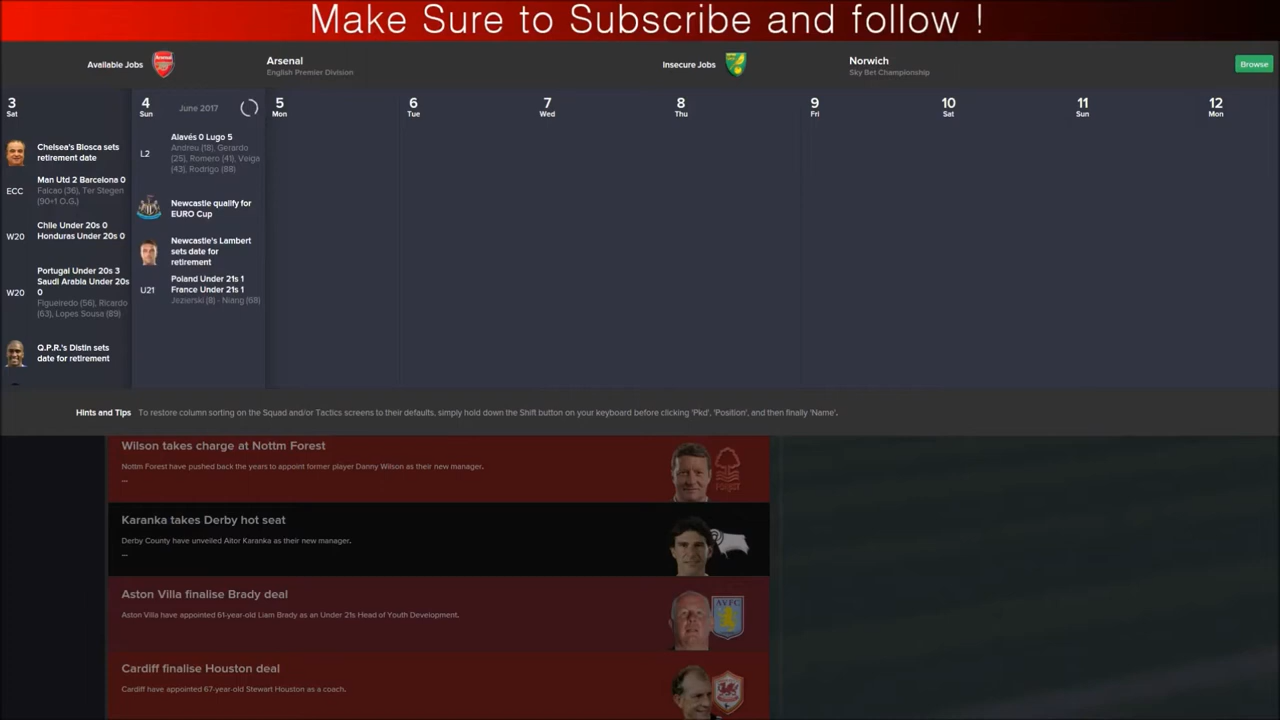 Make Sure to Subscribe and follow !
Available Jobs
Arsenal
English Premier Division
Insecure Jobs
Norwich
Sky Bet Championship
Browse
3
Sat
4
Sun
June 2017
5
Mon
6
Tue
7
Wed
8
Thu
9
Fri
10
Sat
11
Sun
12
Mon
Chelsea's Biosca sets
retirement date
ECC
Man Utd 2 Barcelona 0
Falcao (36), Ter Stegen
(90+1 O.G.)
W20
Chile Under 20s 0
Honduras Under 20s 0
W20
Portugal Under 20s 3
Saudi Arabia Under 20s
0
Figueiredo (56), Ricardo
(63), Lopes Sousa (89)
Q.P.R.'s Distin sets
date for retirement
L2
Alavés 0 Lugo 5
Andreu (18), Gerardo
(25), Romero (41), Veiga
(43), Rodrigo (88)
Newcastle qualify for
EURO Cup
Newcastle's Lambert
sets date for
retirement
U21
Poland Under 21s 1
France Under 21s 1
Jezierski (8) - Niang (68)
Hints and Tips
To restore column sorting on the Squad and/or Tactics screens to their defaults, simply hold down the Shift button on your keyboard before clicking 'Pkd', 'Position', and then finally 'Name'.
Wilson takes charge at Nottm Forest
Nottm Forest have pushed back the years to appoint former player Danny Wilson as their new manager.
...
Karanka takes Derby hot seat
Derby County have unveiled Aitor Karanka as their new manager.
...
Aston Villa finalise Brady deal
Aston Villa have appointed 61-year-old Liam Brady as an Under 21s Head of Youth Development.
Cardiff finalise Houston deal
Cardiff have appointed 67-year-old Stewart Houston as a coach.